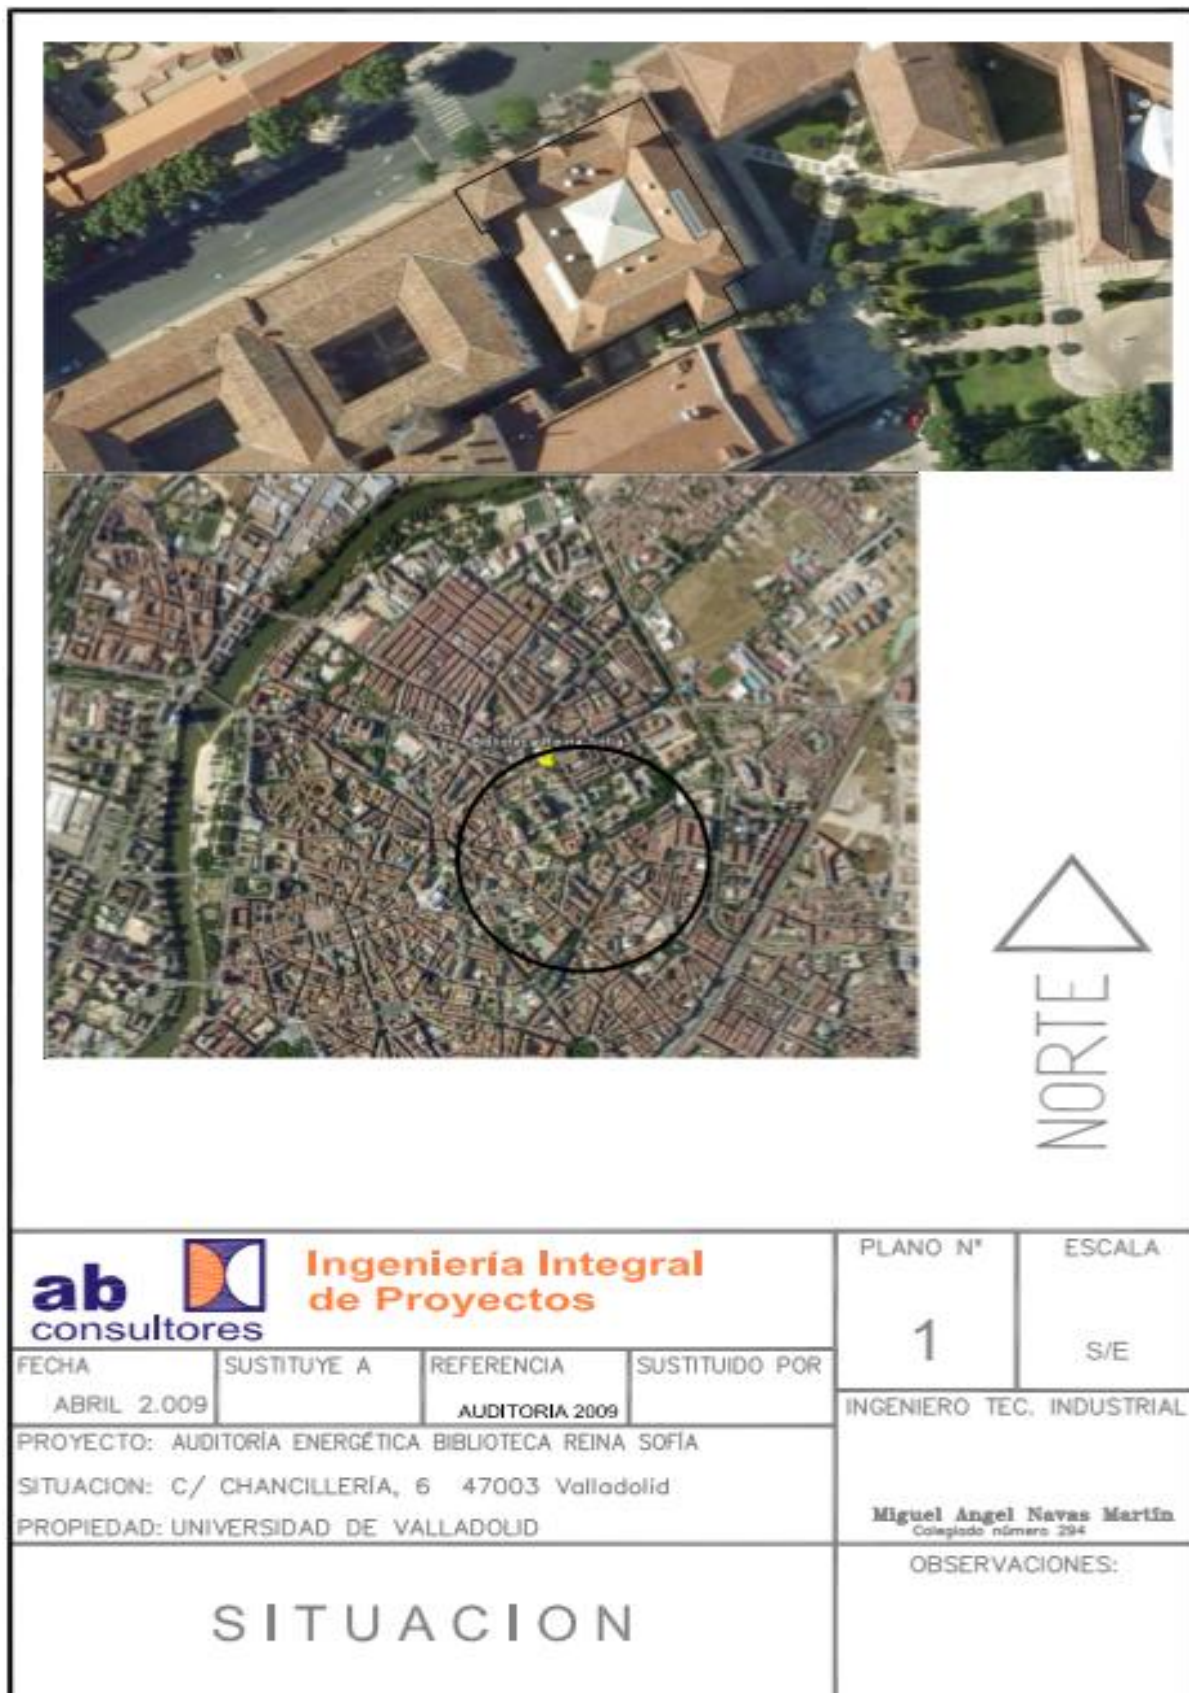 NORTE
ab
consultores
Ingeniería Integral
de Proyectos
PLANO Nº
1
ESCALA
S/E
FECHA
ABRIL 2.009
SUSTITUYE A
REFERENCIA
AUDITORIA 2009
SUSTITUIDO POR
INGENIERO TEC. INDUSTRIAL
Miguel Angel Navas Martín
Colegiado número 294
PROYECTO: AUDITORÍA ENERGÉTICA BIBLIOTECA REINA SOFÍA
SITUACION: C/ CHANCILLERÍA, 6 47003 Valladolid
PROPIEDAD: UNIVERSIDAD DE VALLADOLID
OBSERVACIONES:
SITUACION